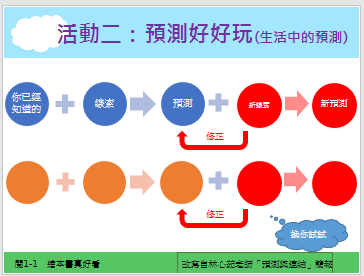 活動二：預測好好玩(生活中的預測)
你已經
知道的
線索
預測
新線索
新預測
修正
修正
換你試試
閱1-1 繪本書真好看
改寫自林心茹老師「預測與連結」簡報